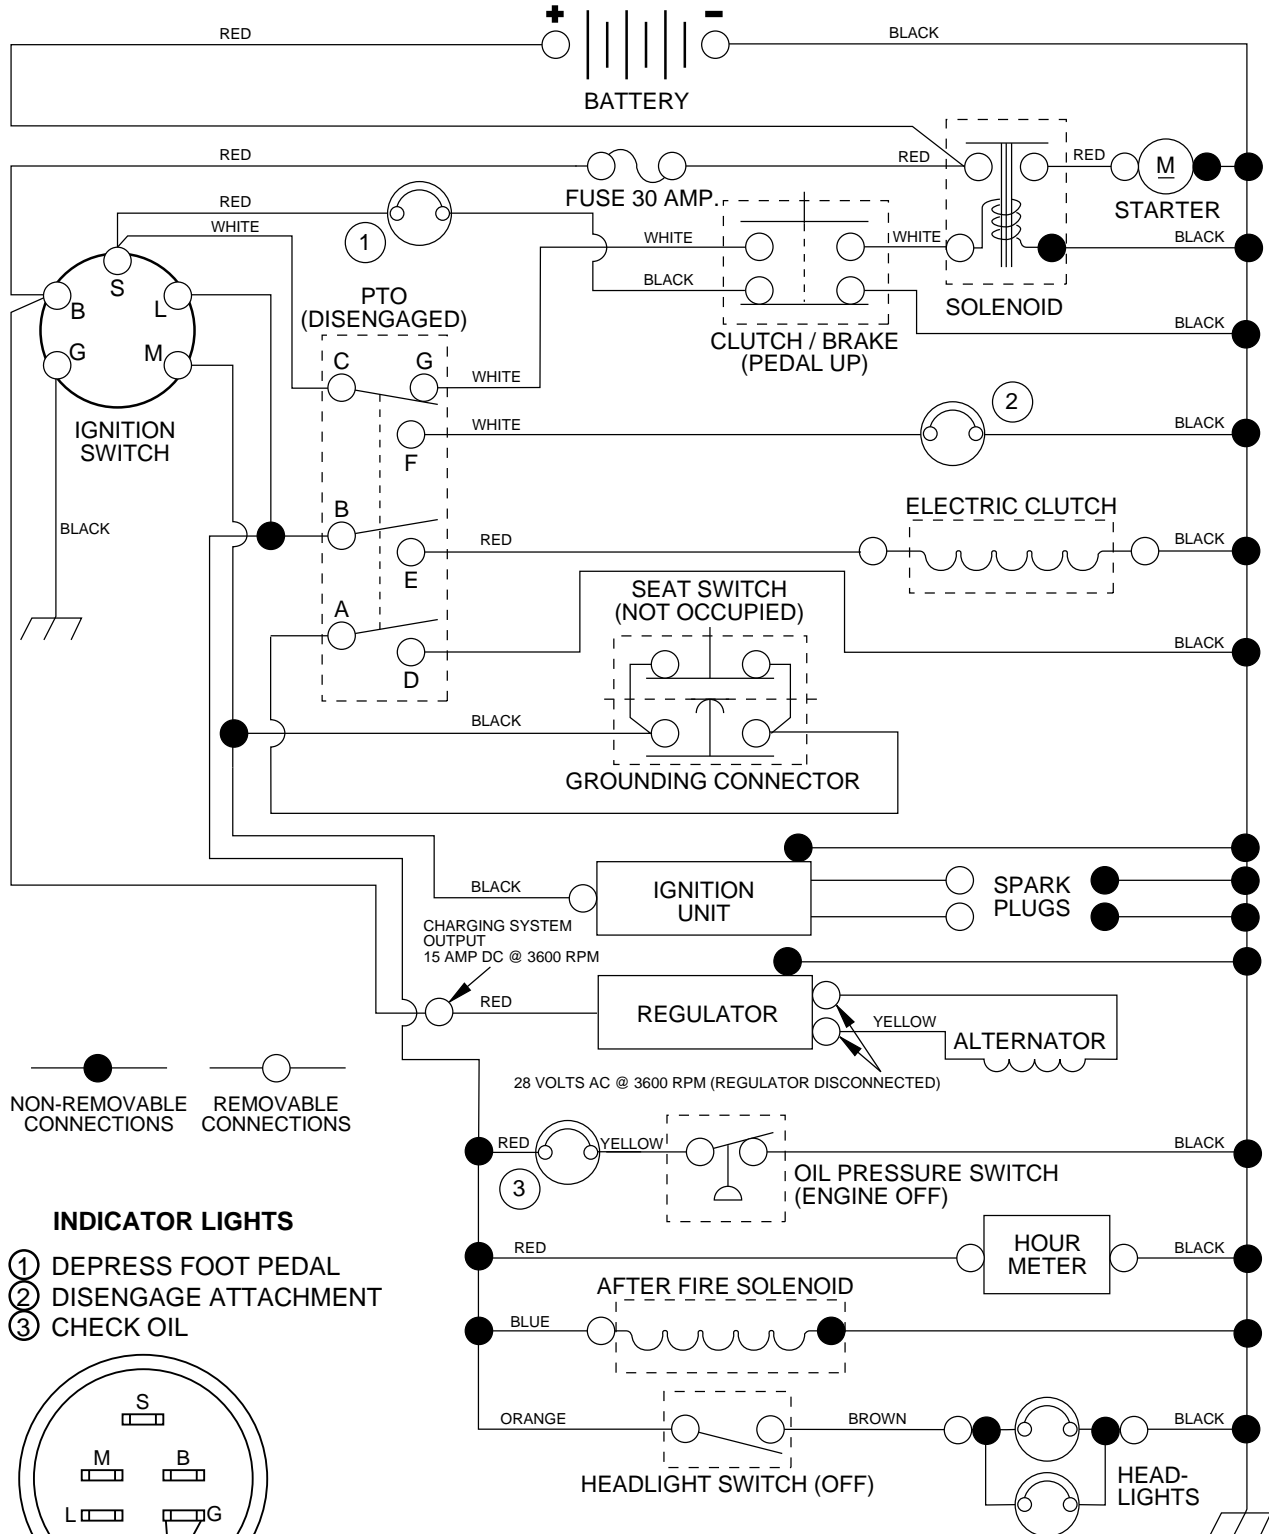 + −
RED
BLACK
BATTERY
RED
RED
RED
M
FUSE 30 AMP.
STARTER
RED
WHITE
1
WHITE
WHITE
BLACK
S
BLACK
B
L
PTO
(DISENGAGED)
SOLENOID
BLACK
CLUTCH / BRAKE
(PEDAL UP)
G
M
C
G
WHITE
2
IGNITION
SWITCH
WHITE
BLACK
F
B
ELECTRIC CLUTCH
BLACK
RED
BLACK
E
SEAT SWITCH
(NOT OCCUPIED)
A
BLACK
D
BLACK
GROUNDING CONNECTOR
BLACK
IGNITION
UNIT
SPARK
PLUGS
CHARGING SYSTEM
OUTPUT
15 AMP DC @ 3600 RPM
RED
REGULATOR
YELLOW
ALTERNATOR
28 VOLTS AC @ 3600 RPM (REGULATOR DISCONNECTED)
NON-REMOVABLE
CONNECTIONS
REMOVABLE
CONNECTIONS
RED
YELLOW
BLACK
3
OIL PRESSURE SWITCH
(ENGINE OFF)
INDICATOR LIGHTS
1 DEPRESS FOOT PEDAL
2 DISENGAGE ATTACHMENT
3 CHECK OIL
RED
HOUR
METER
BLACK
AFTER FIRE SOLENOID
BLUE
ORANGE
BROWN
BLACK
HEADLIGHT SWITCH (OFF)
HEAD-
LIGHTS
S
M
B
L
G